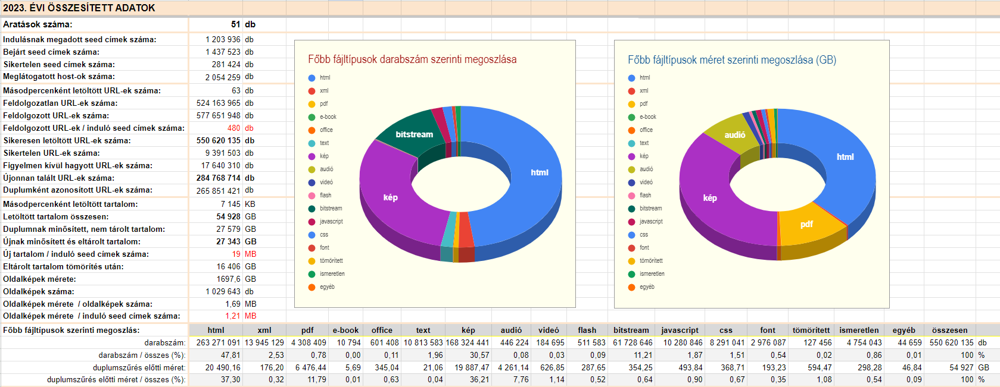 2023. ÉVI ÖSSZESÍTETT ADATOK
Aratások száma: 51 db
Indulásnak megadott seed címek száma: 1 203 936 db
Bejárt seed címek száma: 1 437 523 db
Sikertelen seed címek száma: 281 424 db
Meglátogatott host-ok száma: 2 054 259 db
Másodpercenként letöltött URL-ek száma: 63 db
Feldolgozatlan URL-ek száma: 524 163 965 db
Feldolgozott URL-ek száma: 577 651 948 db
Feldolgozott URL-ek / induló seed címek száma: 480 db
Sikeresen letöltött URL-ek száma: 550 620 135 db
Sikertelen URL-ek száma: 9 391 503 db
Figyelmen kívül hagyott URL-ek száma: 17 640 310 db
Újonnan talált URL-ek száma: 284 768 714 db
Duplumként azonosított URL-ek száma: 265 851 421 db
Másodpercenként letöltött tartalom: 7 145 KB
Letöltött tartalom összesen: 54 928 GB
Duplumnak minősített, nem tárolt tartalom: 27 579 GB
Újnak minősített és eltárolt tartalom: 27 343 GB
Új tartalom / induló seed címek száma: 19 MB
Eltárolt tartalom tömörítés után: 16 406 GB
Oldalképek mérete: 1697,6 GB
Oldalképek száma: 1 029 643 db
Oldalképek mérete / oldalképek száma: 1,69 MB
Oldalképek mérete / induló seed címek száma: 1,21 MB
Főbb fájltípusok darabszám szerinti megoszlása
html
xml
pdf
e-book
office
text
kép
audió
videó
flash
bitstream
javascript
css
font
tömörített
ismeretlen
egyéb
bitstream
html
kép
Főbb fájltípusok méret szerinti megoszlása (GB)
html
xml
pdf
e-book
office
text
kép
audió
videó
flash
bitstream
javascript
css
font
tömörített
ismeretlen
egyéb
audió
html
kép
pdf
Főbb fájltípusok szerinti megoszlás: html xml pdf e-book office text kép audió videó flash bitstream javascript css font tömörített ismeretlen egyéb összesen
darabszám: 263 271 091 13 945 129 4 308 409 10 794 601 408 10 813 583 168 324 441 446 224 184 695 511 583 61 728 646 10 280 846 8 291 041 2 976 087 127 456 4 754 043 44 659 550 620 135 db
darabszám / összes (%): 47,81 2,53 0,78 0,00 0,11 1,96 30,57 0,08 0,03 0,09 11,21 1,87 1,51 0,54 0,02 0,86 0,01 100 %
duplumszűrés előtti méret: 20 490,16 176,20 6 476,44 5,69 345,04 21,06 19 887,47 4 261,14 626,85 287,65 354,25 493,84 368,71 193,23 594,47 298,28 46,84 54 927 GB
duplumszűrés előtti méret / összes (%): 37,30 0,32 11,79 0,01 0,63 0,04 36,21 7,76 1,14 0,52 0,64 0,90 0,67 0,35 1,08 0,54 0,09 100 %